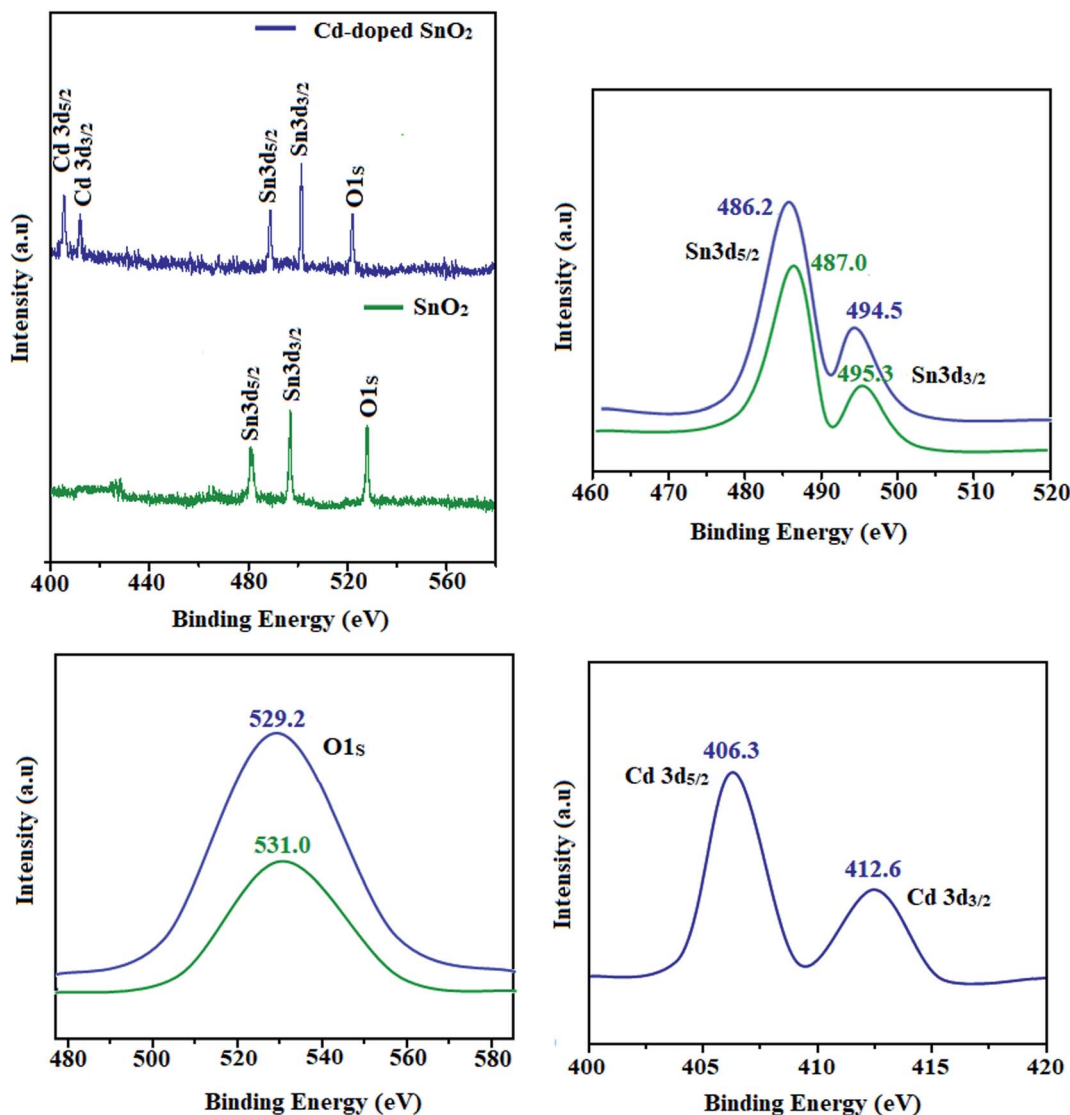 Cd-doped SnO₂
Cd 3d₅/₂
Cd 3d₃/₂
Sn3d₅/₂
Sn3d₃/₂
O1s
SnO₂
Sn3d₅/₂
Sn3d₃/₂
O1s
Intensity (a.u)
400 440 480 520 560
Binding Energy (eV)
486.2
Sn3d₅/₂
487.0
494.5
495.3
Sn3d₃/₂
Intensity (a.u)
460 470 480 490 500 510 520
Binding Energy (eV)
529.2
O1s
531.0
Intensity (a.u)
480 500 520 540 560 580
Binding Energy (eV)
406.3
Cd 3d₅/₂
412.6
Cd 3d₃/₂
Intensity (a.u)
400 405 410 415 420
Binding Energy (eV)